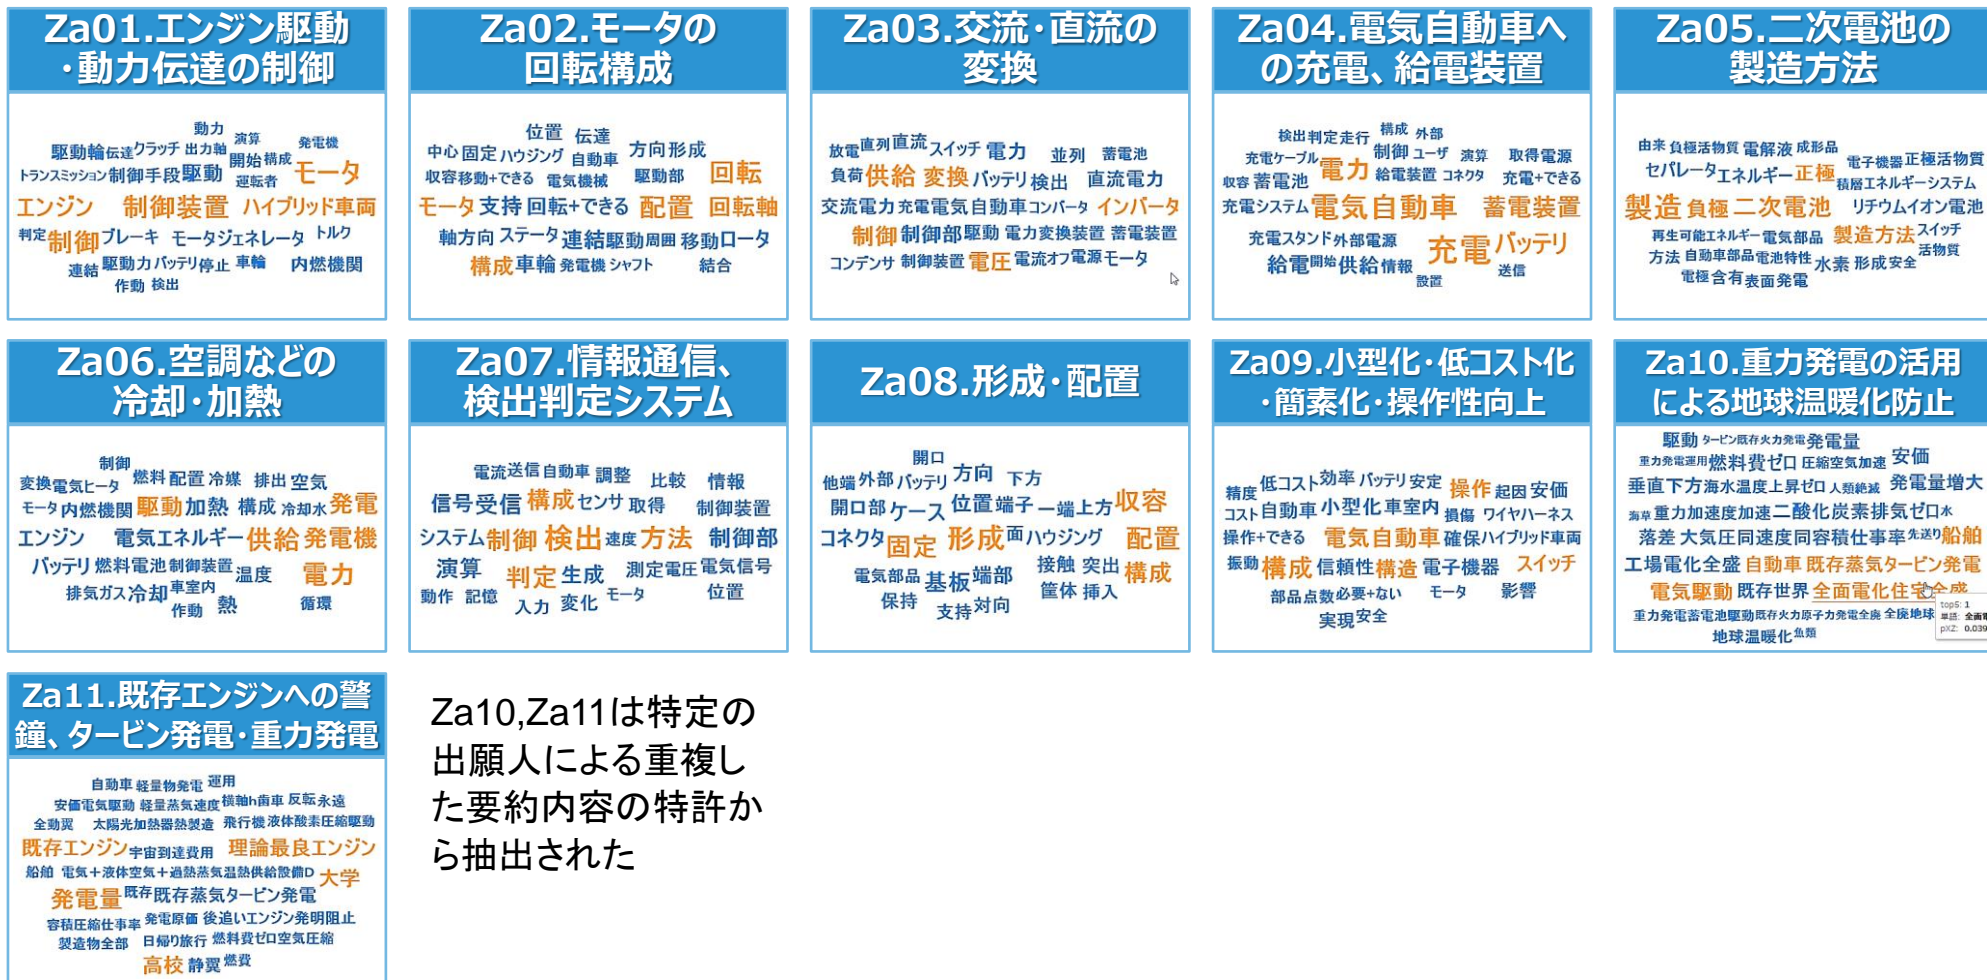 Za01.エンジン駆動
・動力伝達の制御
動力 演算 発電機
駆動輪 伝達 クラッチ 出力軸 開始 構成
トランスミッション 制御手段 駆動 運転者 モータ
エンジン 制御装置 ハイブリッド車両
判定 制御 ブレーキ モータジェネレータ トルク
連結 駆動力 バッテリ 停止 車輪 内燃機関
作動 検出
Za02.モータの
回転構成
位置 伝達
中心 固定 ハウジング 自動車 方向 形成
収容 移動+できる 電気機械 駆動部 回転
モータ 支持 回転+できる 配置 回転軸
軸方向 ステータ 連結 駆動 周囲 移動 ロータ
構成 車輪 発電機 シャフト 結合
Za03.交流・直流の
変換
放電 直列 直流 スイッチ 電力 並列 蓄電池
負荷 供給 変換 バッテリ 検出 直流電力
交流電力 充電 電気自動車 コンバータ インバータ
制御 制御部 駆動 電力変換装置 蓄電装置
コンデンサ 制御装置 電圧 電流 オフ 電源 モータ
Za04.電気自動車へ
の充電、給電装置
検出 判定 走行 構成 外部
充電ケーブル 電力 制御 ユーザ 演算 取得 電源
収容 蓄電池 給電装置 コネクタ 充電+できる
充電システム 電気自動車 蓄電装置
充電スタンド 外部電源 充電 バッテリ
給電 開始 供給 情報 設置 送信
Za05.二次電池の
製造方法
由来 負極活物質 電解液 成形品 電子機器 正極活物質
セパレータ エネルギー 正極 積層 エネルギーシステム
製造 負極 二次電池 リチウムイオン電池
再生可能エネルギー 電気部品 製造方法 スイッチ
方法 自動車部品 電池特性 水素 形成 安全 活物質
電極 含有 表面 発電
Za06.空調などの
冷却・加熱
制御
変換 電気ヒータ 燃料 配置 冷媒 排出 空気
モータ 内燃機関 駆動 加熱 構成 冷却水 発電
エンジン 電気エネルギー 供給 発電機
バッテリ 燃料電池 制御装置 温度 電力
排気ガス 冷却 車室内 作動 熱 循環
Za07.情報通信、
検出判定システム
電流 送信 自動車 調整 比較 情報
信号 受信 構成 センサ 取得 制御装置
システム 制御 検出 速度 方法 制御部
演算 判定 生成 測定 電圧 電気信号
動作 記憶 入力 変化 モータ 位置
Za08.形成・配置
開口
他端 外部 バッテリ 方向 下方
開口部 ケース 位置 端子 一端 上方 収容
コネクタ 固定 形成 面 ハウジング 配置
電気部品 基板 端部 接触 突出 構成
保持 支持 対向 筐体 挿入
Za09.小型化・低コスト化
・簡素化・操作性向上
精度 低コスト 効率 バッテリ 安定 操作 起因 安価
コスト 自動車 小型化 車室内 損傷 ワイヤハーネス
操作+できる 電気自動車 確保 ハイブリッド車両
振動 構成 信頼性 構造 電子機器 スイッチ
部品点数 必要+ない モータ 影響
実現 安全
Za10.重力発電の活用
による地球温暖化防止
駆動 タービン 既存火力発電 発電量
重力発電運用 燃料費ゼロ 圧縮空気加速 安価
垂直下方 海水温度上昇ゼロ 人類絶滅 発電量増大
海草 重力加速度加速 二酸化炭素排気ゼロ 水
落差 大気圧同速度同容積仕事率 先送り 船舶
工場電化全盛 自動車 既存蒸気タービン発電
電気駆動 既存世界 全面電化住宅全盛
重力発電蓄電池駆動 既存火力原子力発電全廃 全廃 地球
地球温暖化 魚類
top5: 1
単語: 全面電
pXZ: 0.039
Za11.既存エンジンへの警
鐘、タービン発電・重力発電
自動車 軽量物発電 運用
安価電気駆動 軽量蒸気速度 横軸h歯車 反転 永遠
全動翼 太陽光加熱器熱製造 飛行機 液体酸素圧縮駆動
既存エンジン 宇宙到達費用 理論最良エンジン
船舶 電気+液体空気+過熱蒸気温熱供給設備D 大学
発電量 既存 既存蒸気タービン発電
容積圧縮仕事率 発電原価 後追いエンジン発明阻止
製造物全部 日帰り旅行 燃料費ゼロ空気圧縮
高校 静翼 燃費
Za10,Za11は特定の
出願人による重複し
た要約内容の特許か
ら抽出された